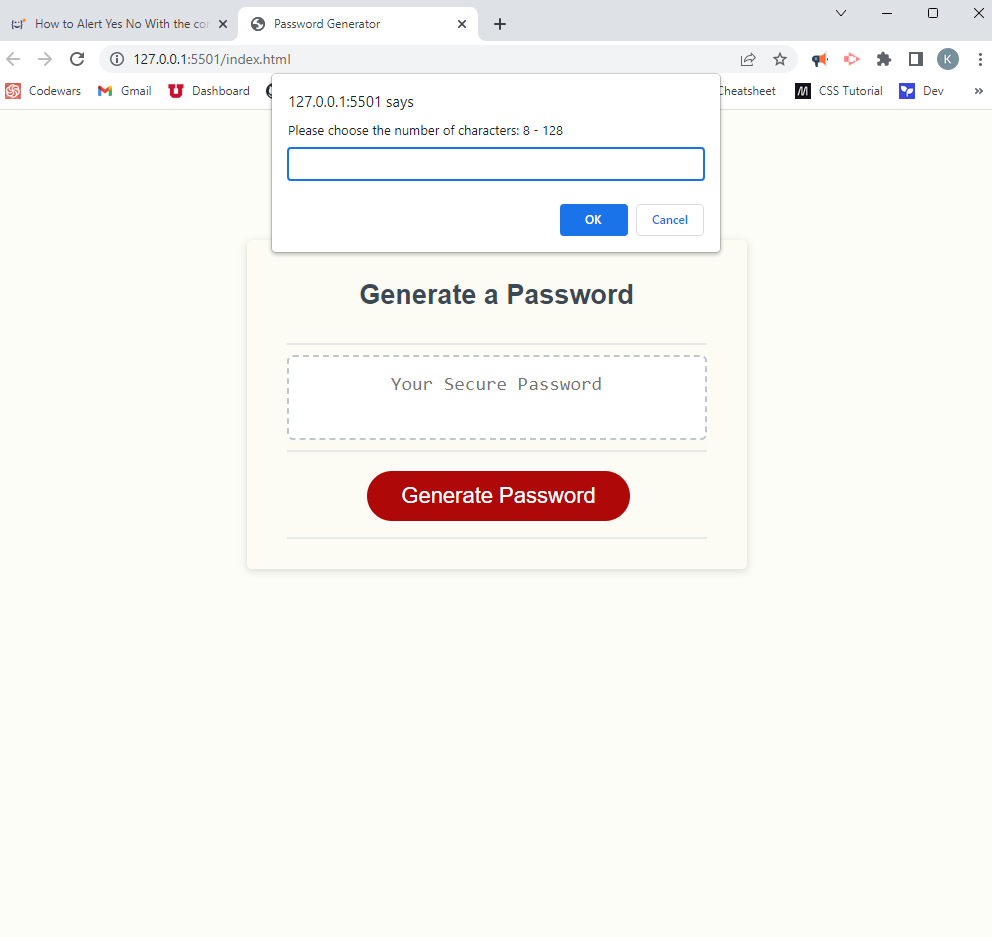 How to Alert Yes No With the co
Password Generator
127.0.0.1:5501/index.html
K
Codewars
Gmail
Dashboard
Cheatsheet
CSS Tutorial
Dev
»
127.0.0.1:5501 says
Please choose the number of characters: 8 - 128
OK
Cancel
Generate a Password
Your Secure Password
Generate Password